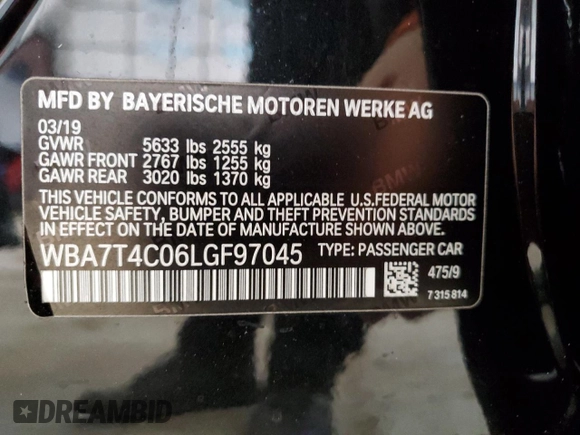 MFD BY BAYERISCHE MOTOREN WERKE AG
03/19
GVWR 5633 lbs 2555 kg
GAWR FRONT 2767 lbs 1255 kg
GAWR REAR 3020 lbs 1370 kg
THIS VEHICLE CONFORMS TO ALL APPLICABLE U.S.FEDERAL MOTOR
VEHICLE SAFETY, BUMPER AND THEFT PREVENTION STANDARDS
IN EFFECT ON THE DATE OF MANUFACTURE SHOWN ABOVE.
WBA7T4C06LGF97045 TYPE: PASSENGER CAR
475/9
7 315 814
DREAMBID